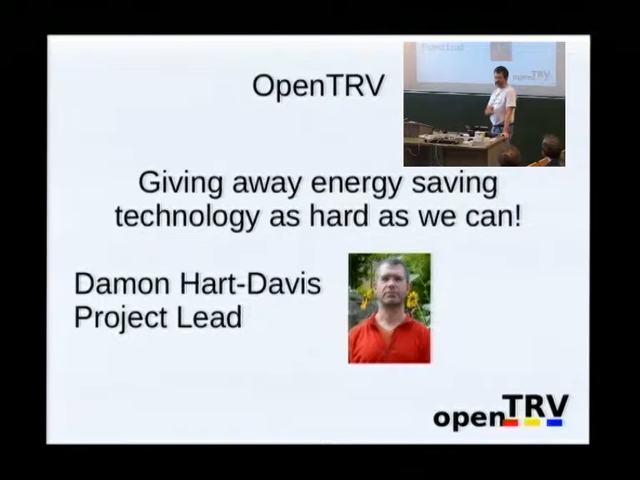 OpenTRV
Giving away energy saving
technology as hard as we can!
Damon Hart-Davis
Project Lead
openTRV